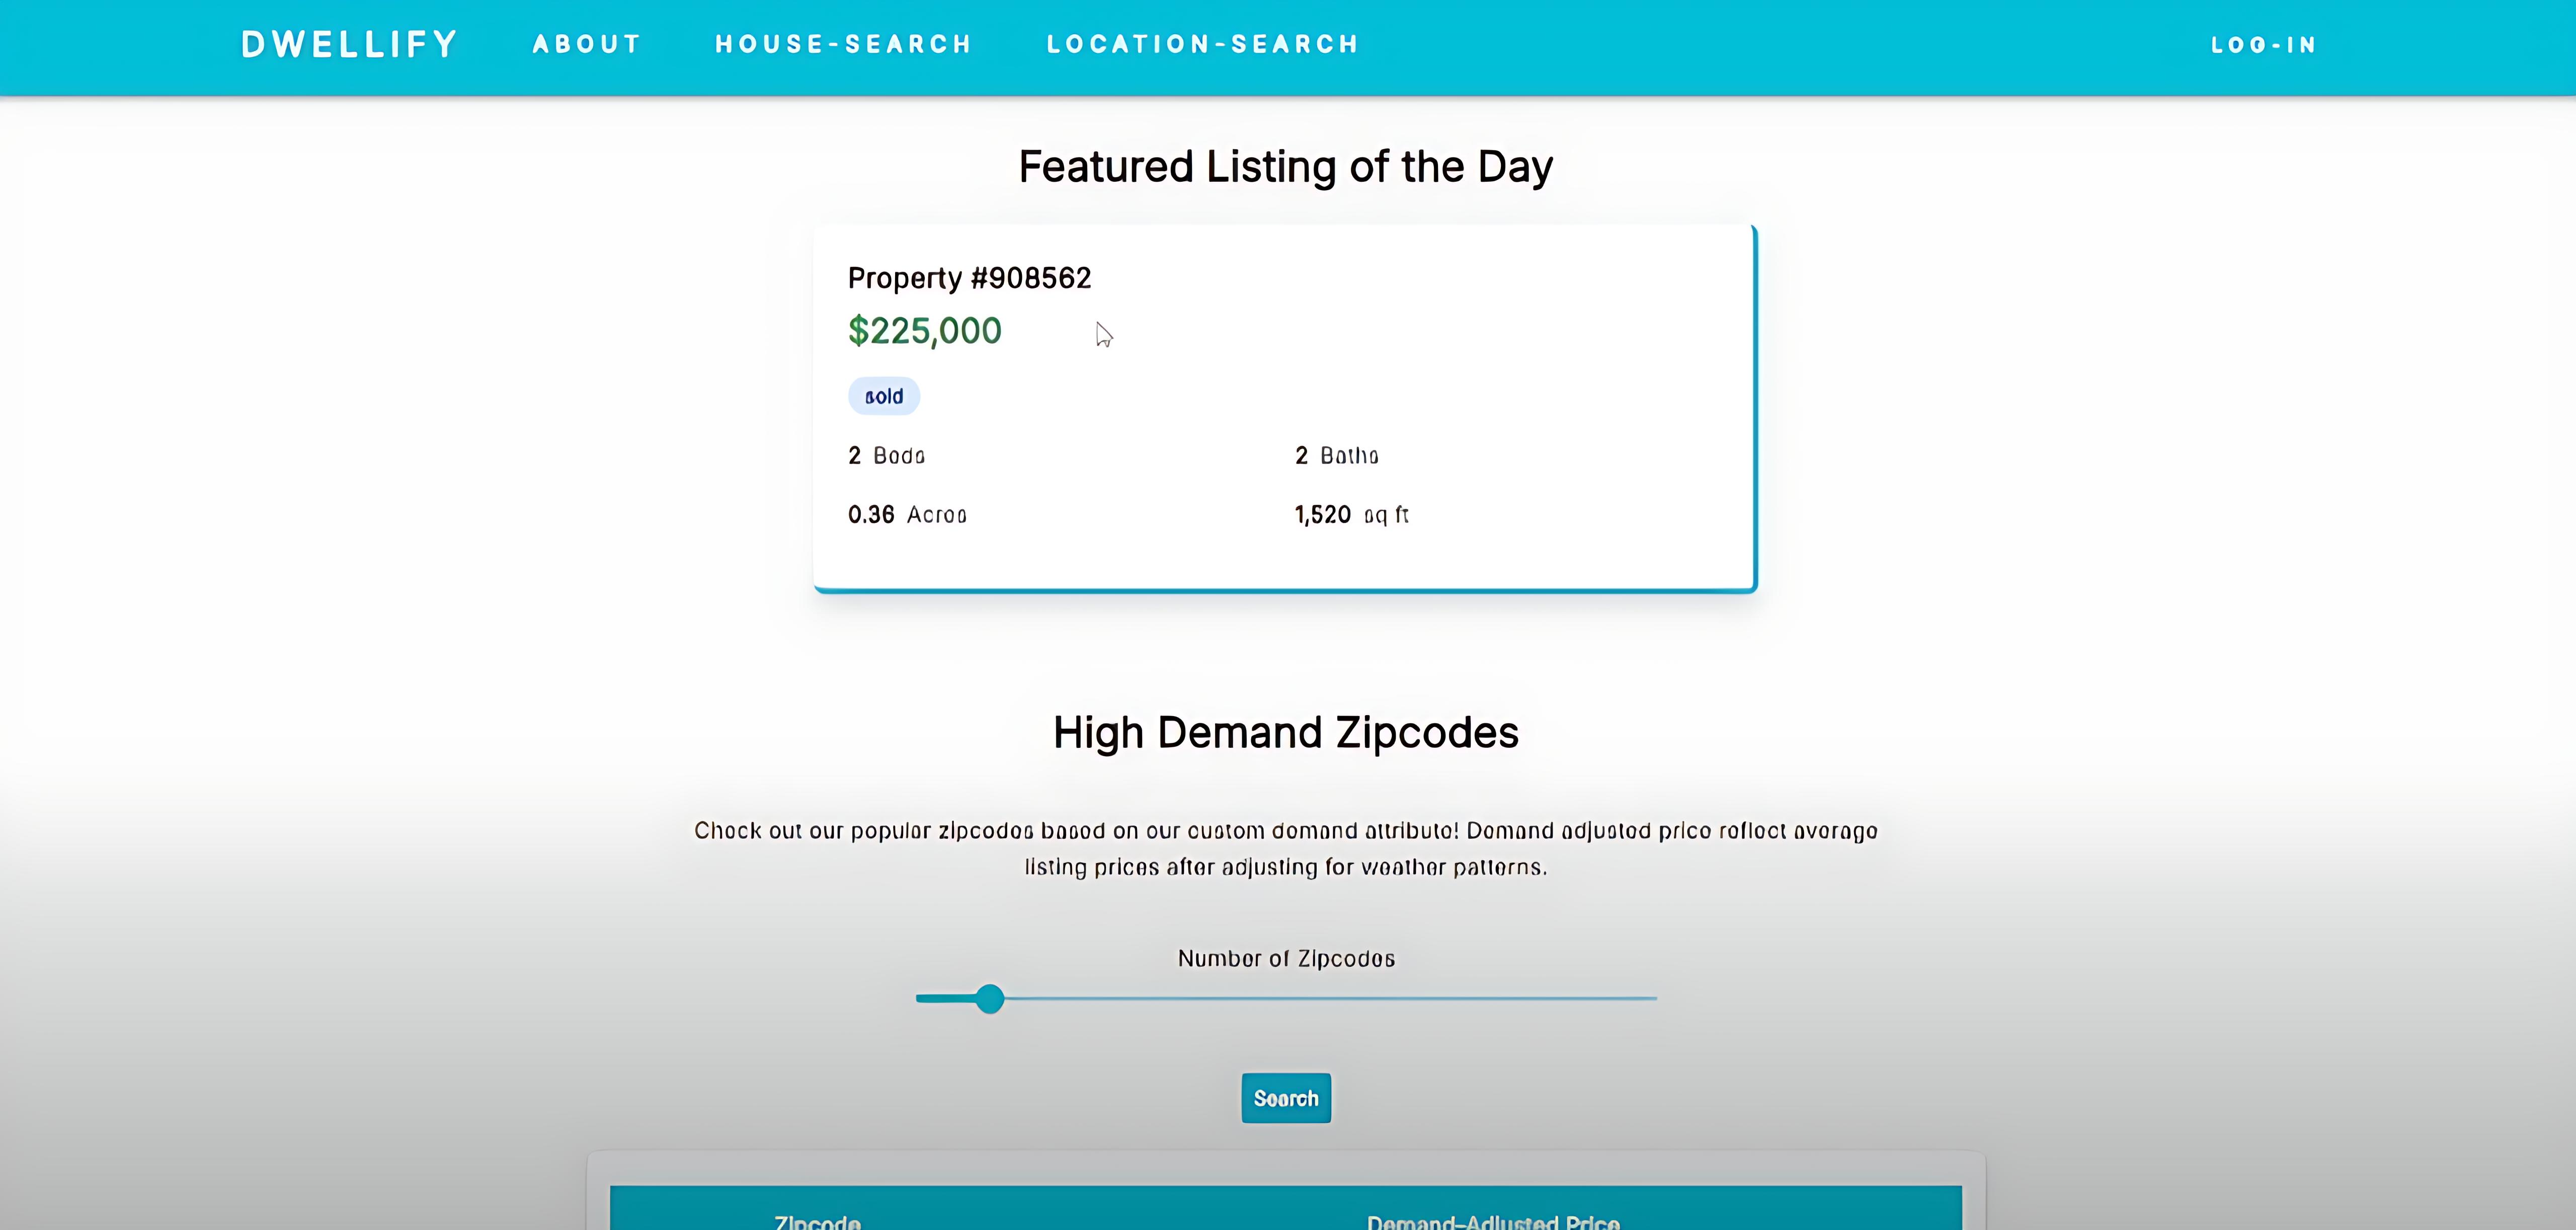 DWELLIFY ABOUT HOUSE-SEARCH LOCATION-SEARCH LOG-IN
Featured Listing of the Day
Property #908562
$225,000
sold
2 Beds 2 Baths
0.36 Acres 1,520 sq ft
High Demand Zipcodes
Check out our popular zipcodes based on our custom demand attribute! Demand adjusted price reflect average
listing prices after adjusting for weather patterns.
Number of Zipcodes
Search
Zipcode Demand-Adjusted Price